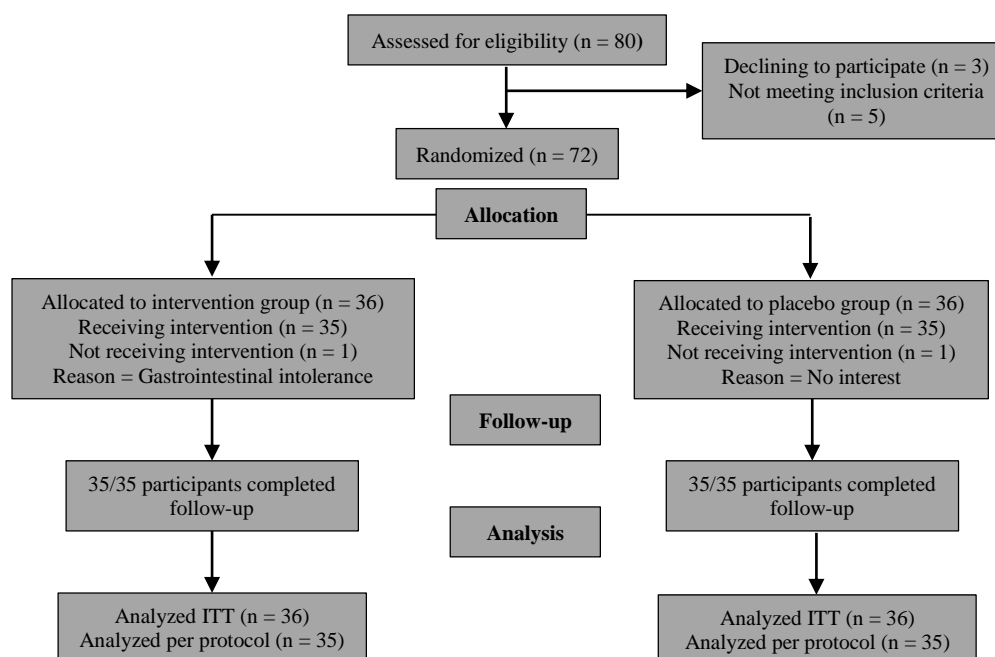 Assessed for eligibility (n = 80)
Declining to participate (n = 3)
Not meeting inclusion criteria
(n = 5)
Randomized (n = 72)
Allocation
Allocated to intervention group (n = 36)
Receiving intervention (n = 35)
Not receiving intervention (n = 1)
Reason = Gastrointestinal intolerance
Allocated to placebo group (n = 36)
Receiving intervention (n = 35)
Not receiving intervention (n = 1)
Reason = No interest
Follow-up
35/35 participants completed
follow-up
35/35 participants completed
follow-up
Analysis
Analyzed ITT (n = 36)
Analyzed per protocol (n = 35)
Analyzed ITT (n = 36)
Analyzed per protocol (n = 35)